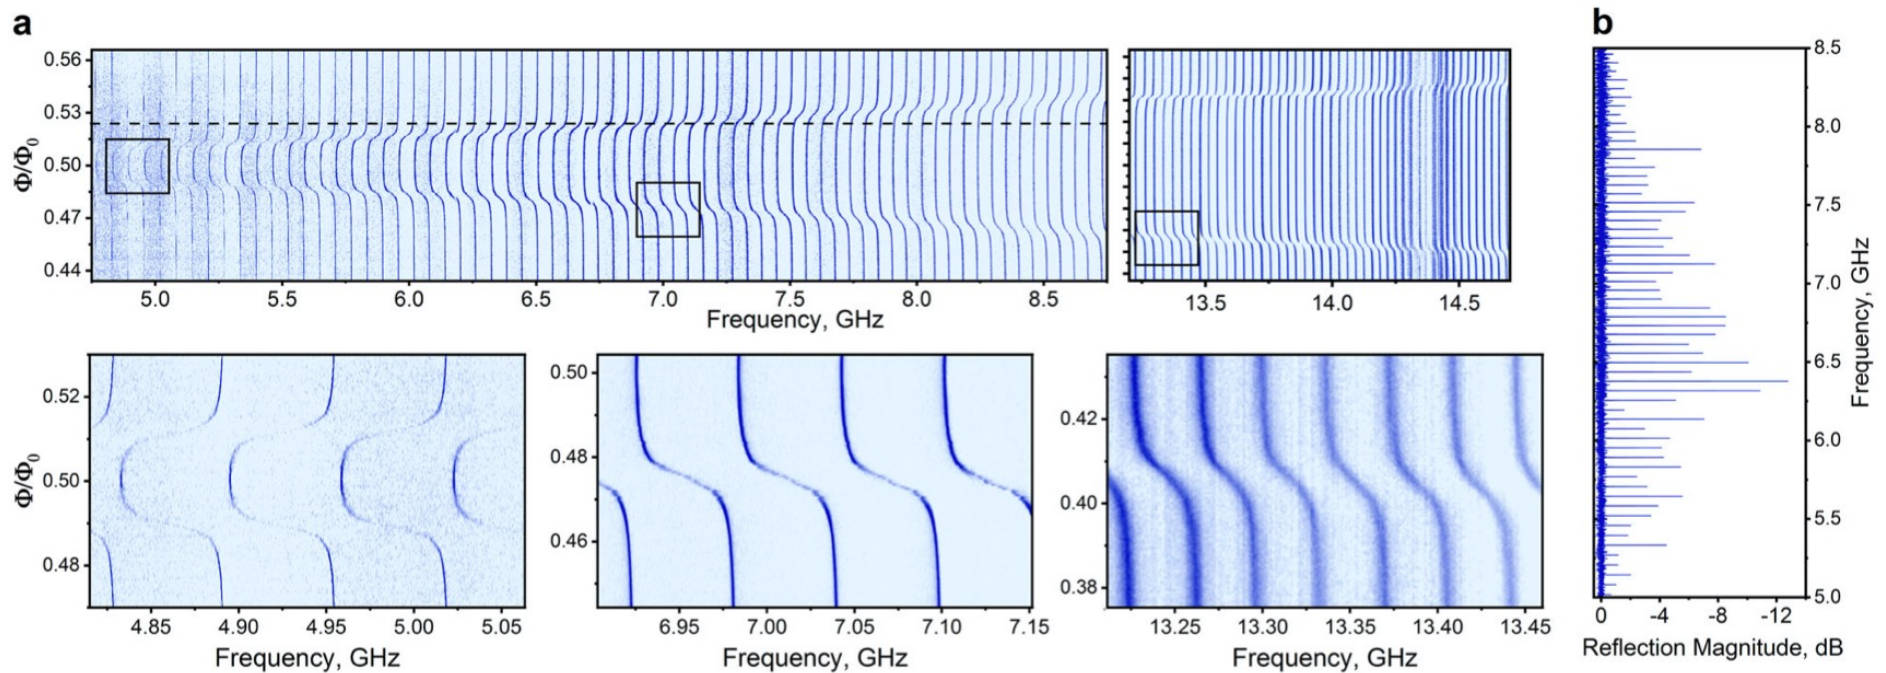 a
b
0.56
0.53
0.50
0.47
0.44
Φ/Φ0
5.0 5.5 6.0 6.5 7.0 7.5 8.0 8.5
Frequency, GHz
13.5 14.0 14.5
0.52
0.50
0.48
Φ/Φ0
4.85 4.90 4.95 5.00 5.05
Frequency, GHz
0.50
0.48
0.46
6.95 7.00 7.05 7.10 7.15
Frequency, GHz
0.42
0.40
0.38
13.25 13.30 13.35 13.40 13.45
Frequency, GHz
8.5
8.0
7.5
7.0
6.5
6.0
5.5
5.0
Frequency, GHz
0 -4 -8 -12
Reflection Magnitude, dB